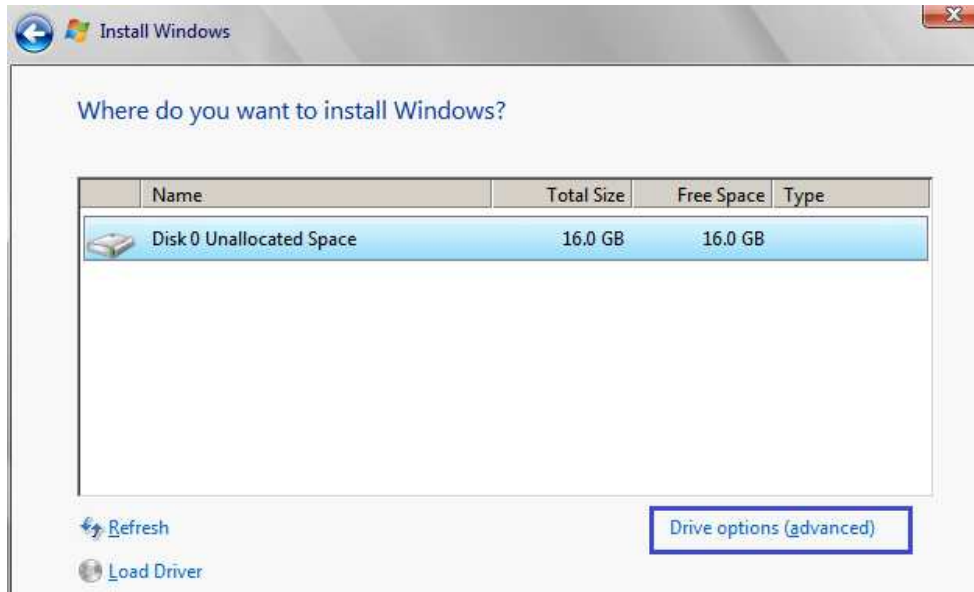 Install Windows
Where do you want to install Windows?
Name Total Size Free Space Type
Disk 0 Unallocated Space 16.0 GB 16.0 GB
Refresh Drive options (advanced)
Load Driver